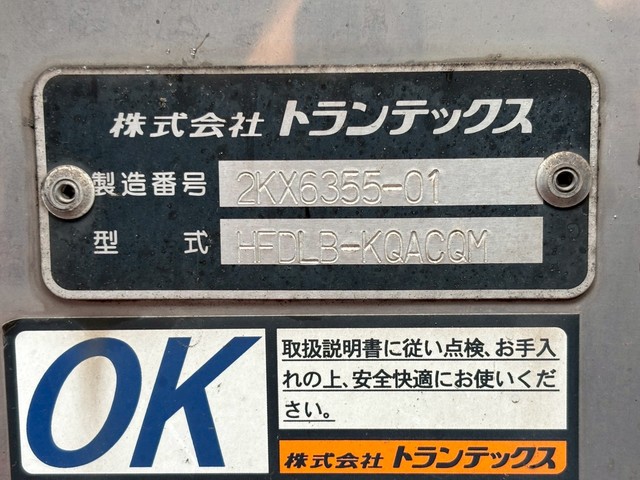 株式会社 トランテックス
製造番号 2KX6355-01
型式 HFDLB-KQACQM
OK
取扱説明書に従い点検、お手入
れの上、安全快適にお使いくだ
さい。
株式会社 トランテックス